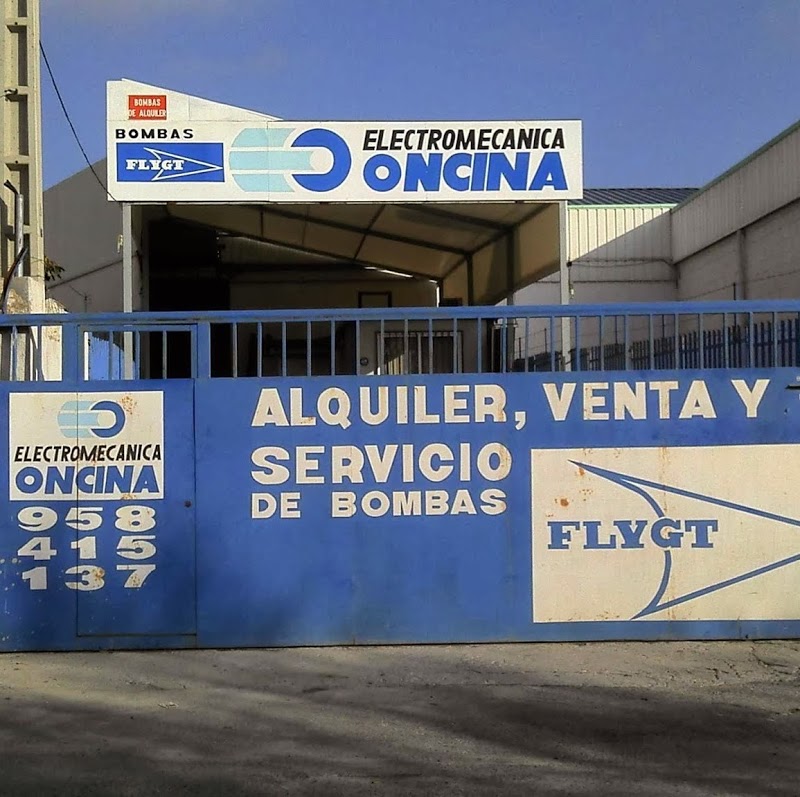 BOMBAS
DE ALQUILER
BOMBAS
FLYGT
ELECTROMECANICA
ONCINA
ELECTROMECANICA
ONCINA
958
415
137
ALQUILER, VENTA Y
SERVICIO
DE BOMBAS
FLYGT